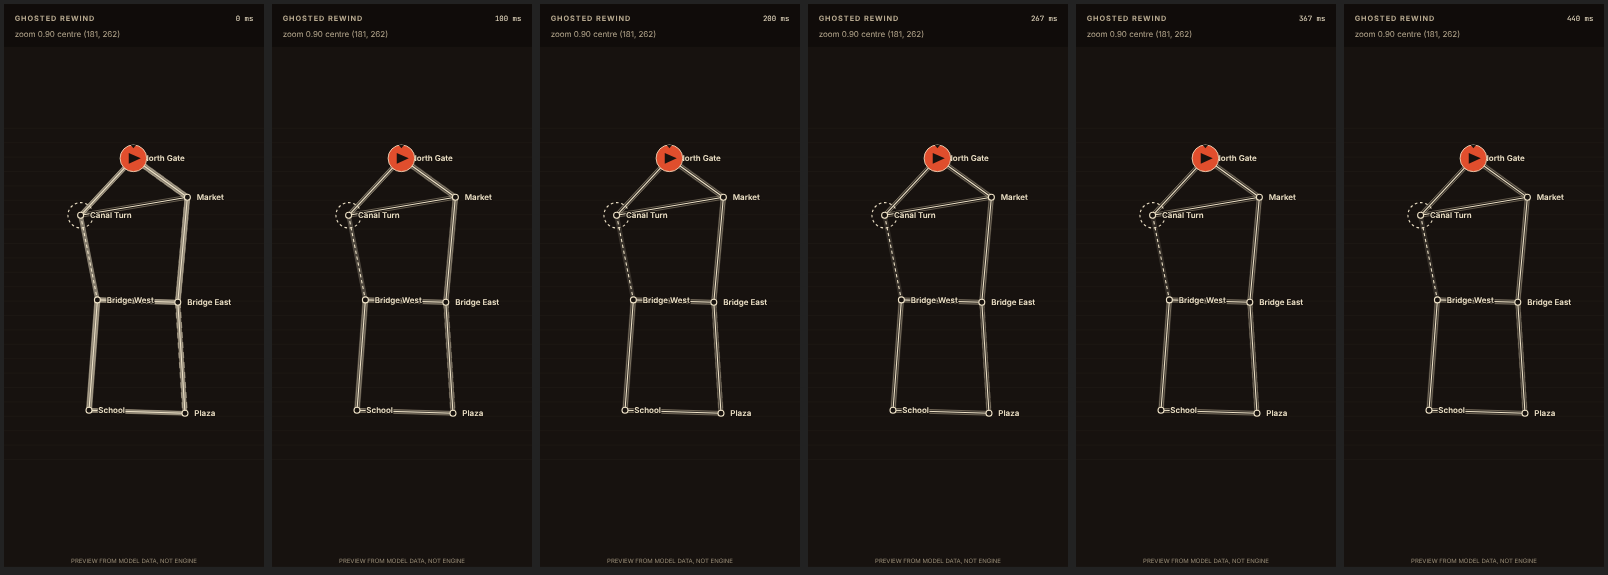 GHOSTED REWIND 0 ms
zoom 0.90 centre (181, 262)
orth Gate
Market
Canal Turn
Bridge West
Bridge East
School
Plaza
PREVIEW FROM MODEL DATA, NOT ENGINE
GHOSTED REWIND 100 ms
zoom 0.90 centre (181, 262)
orth Gate
Market
Canal Turn
Bridge West
Bridge East
School
Plaza
PREVIEW FROM MODEL DATA, NOT ENGINE
GHOSTED REWIND 200 ms
zoom 0.90 centre (181, 262)
orth Gate
Market
Canal Turn
Bridge West
Bridge East
School
Plaza
PREVIEW FROM MODEL DATA, NOT ENGINE
GHOSTED REWIND 267 ms
zoom 0.90 centre (181, 262)
orth Gate
Market
Canal Turn
Bridge West
Bridge East
School
Plaza
PREVIEW FROM MODEL DATA, NOT ENGINE
GHOSTED REWIND 367 ms
zoom 0.90 centre (181, 262)
orth Gate
Market
Canal Turn
Bridge West
Bridge East
School
Plaza
PREVIEW FROM MODEL DATA, NOT ENGINE
GHOSTED REWIND 440 ms
zoom 0.90 centre (181, 262)
orth Gate
Market
Canal Turn
Bridge West
Bridge East
School
Plaza
PREVIEW FROM MODEL DATA, NOT ENGINE